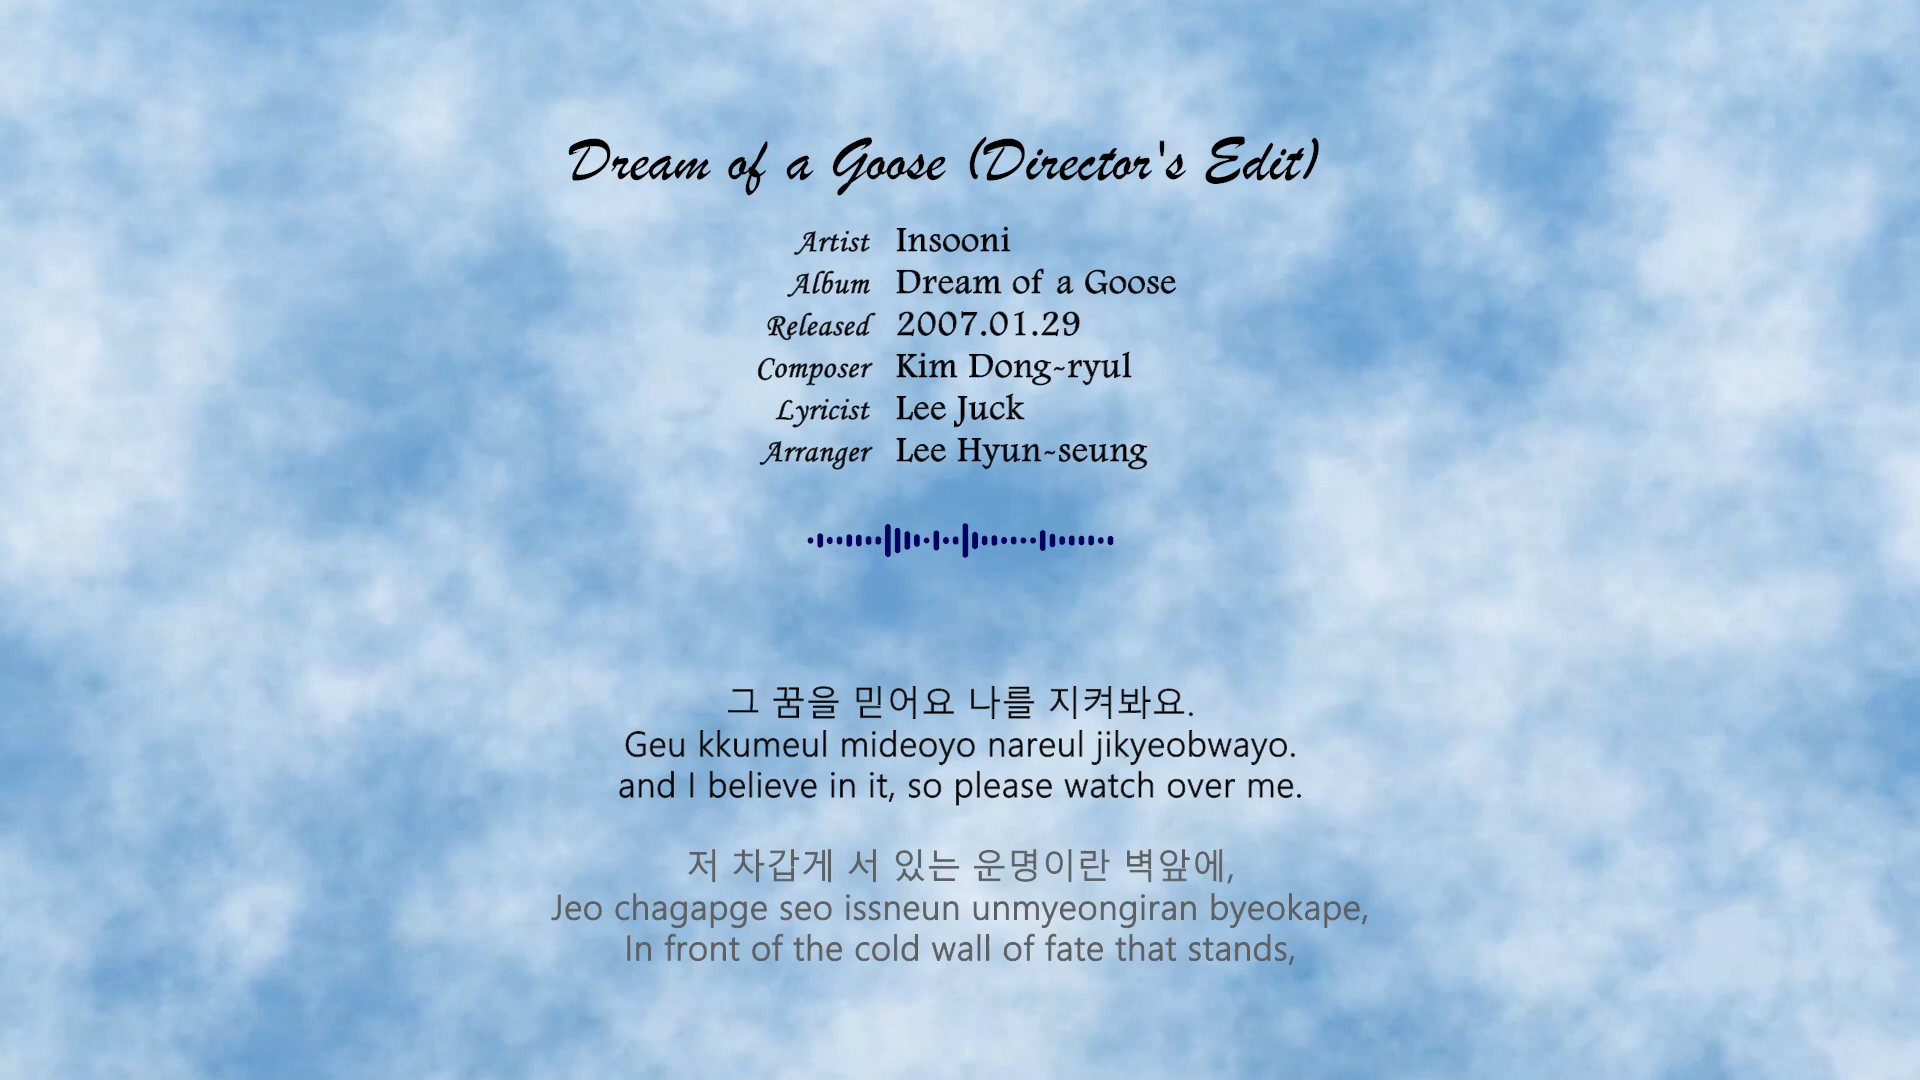 Dream of a Goose (Director's Edit)
Artist Insooni
Album Dream of a Goose
Released 2007.01.29
Composer Kim Dong-ryul
Lyricist Lee Juck
Arranger Lee Hyun-seung
그 꿈을 믿어요 나를 지켜봐요.
Geu kkumeul mideoyo nareul jikyeobwayo.
and I believe in it, so please watch over me.
저 차갑게 서 있는 운명이란 벽앞에,
Jeo chagapge seo issneun unmyeongiran byeokape,
In front of the cold wall of fate that stands,